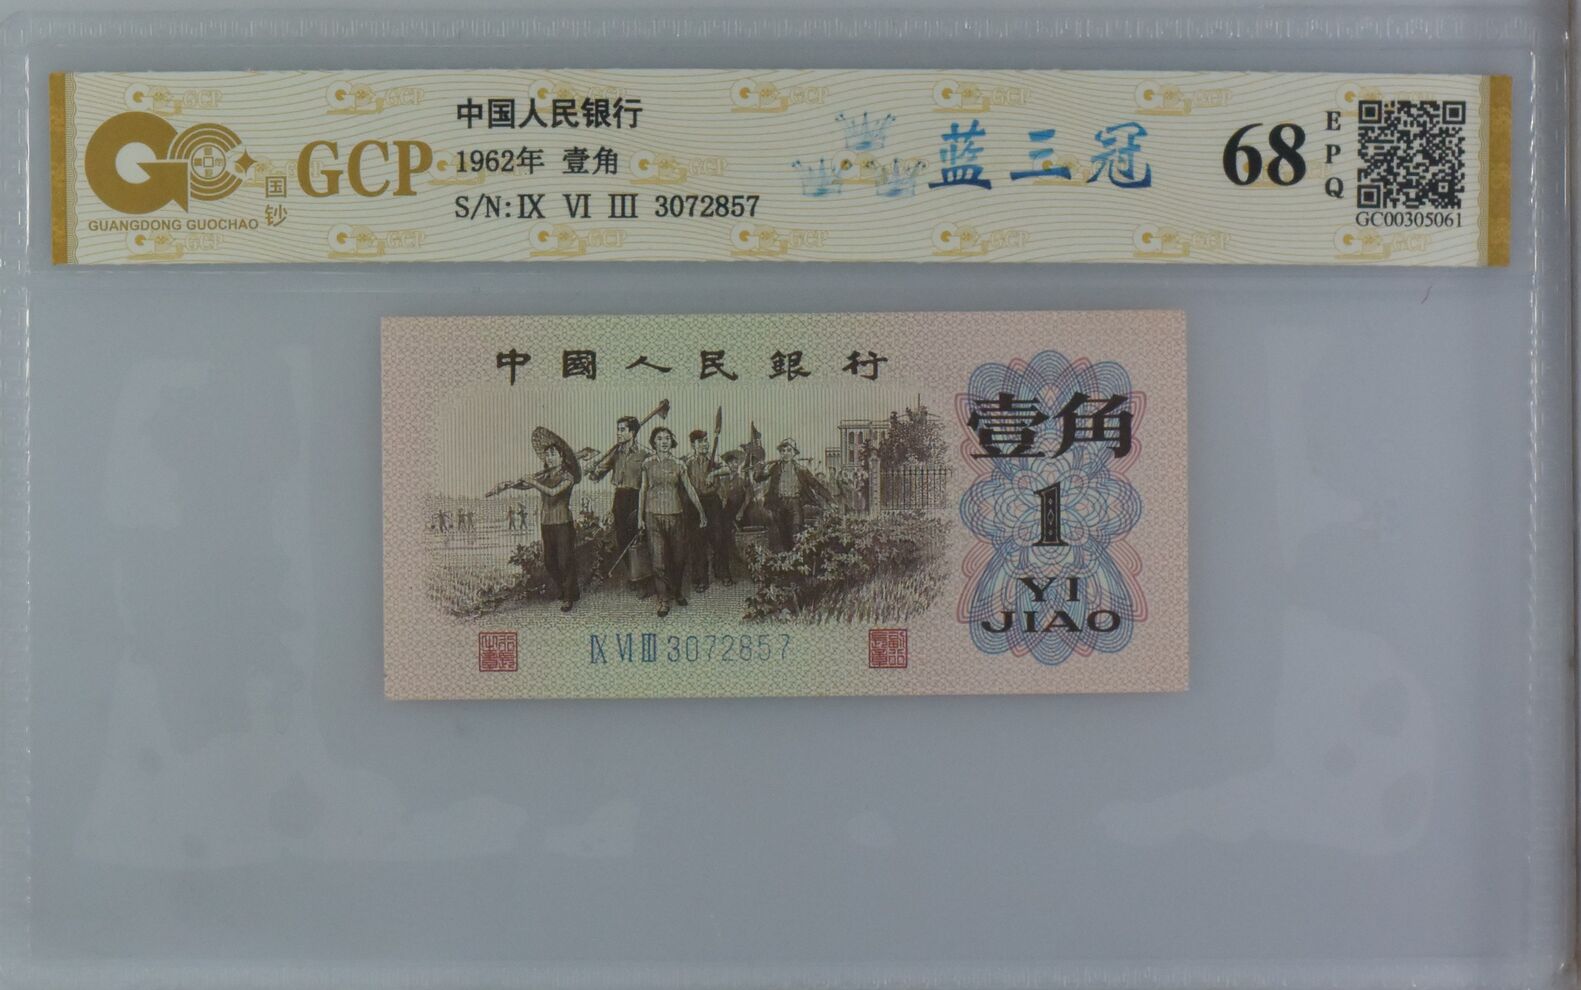 GCP
国钞
GUANGDONG GUOCHAO
中国人民银行
1962年 壹角
S/N:Ⅸ Ⅵ Ⅲ 3072857
蓝三冠
68
EPQ
GC00305061
中國人民銀行
壹角
1
YI
JIAO
Ⅸ Ⅵ Ⅲ 3072857